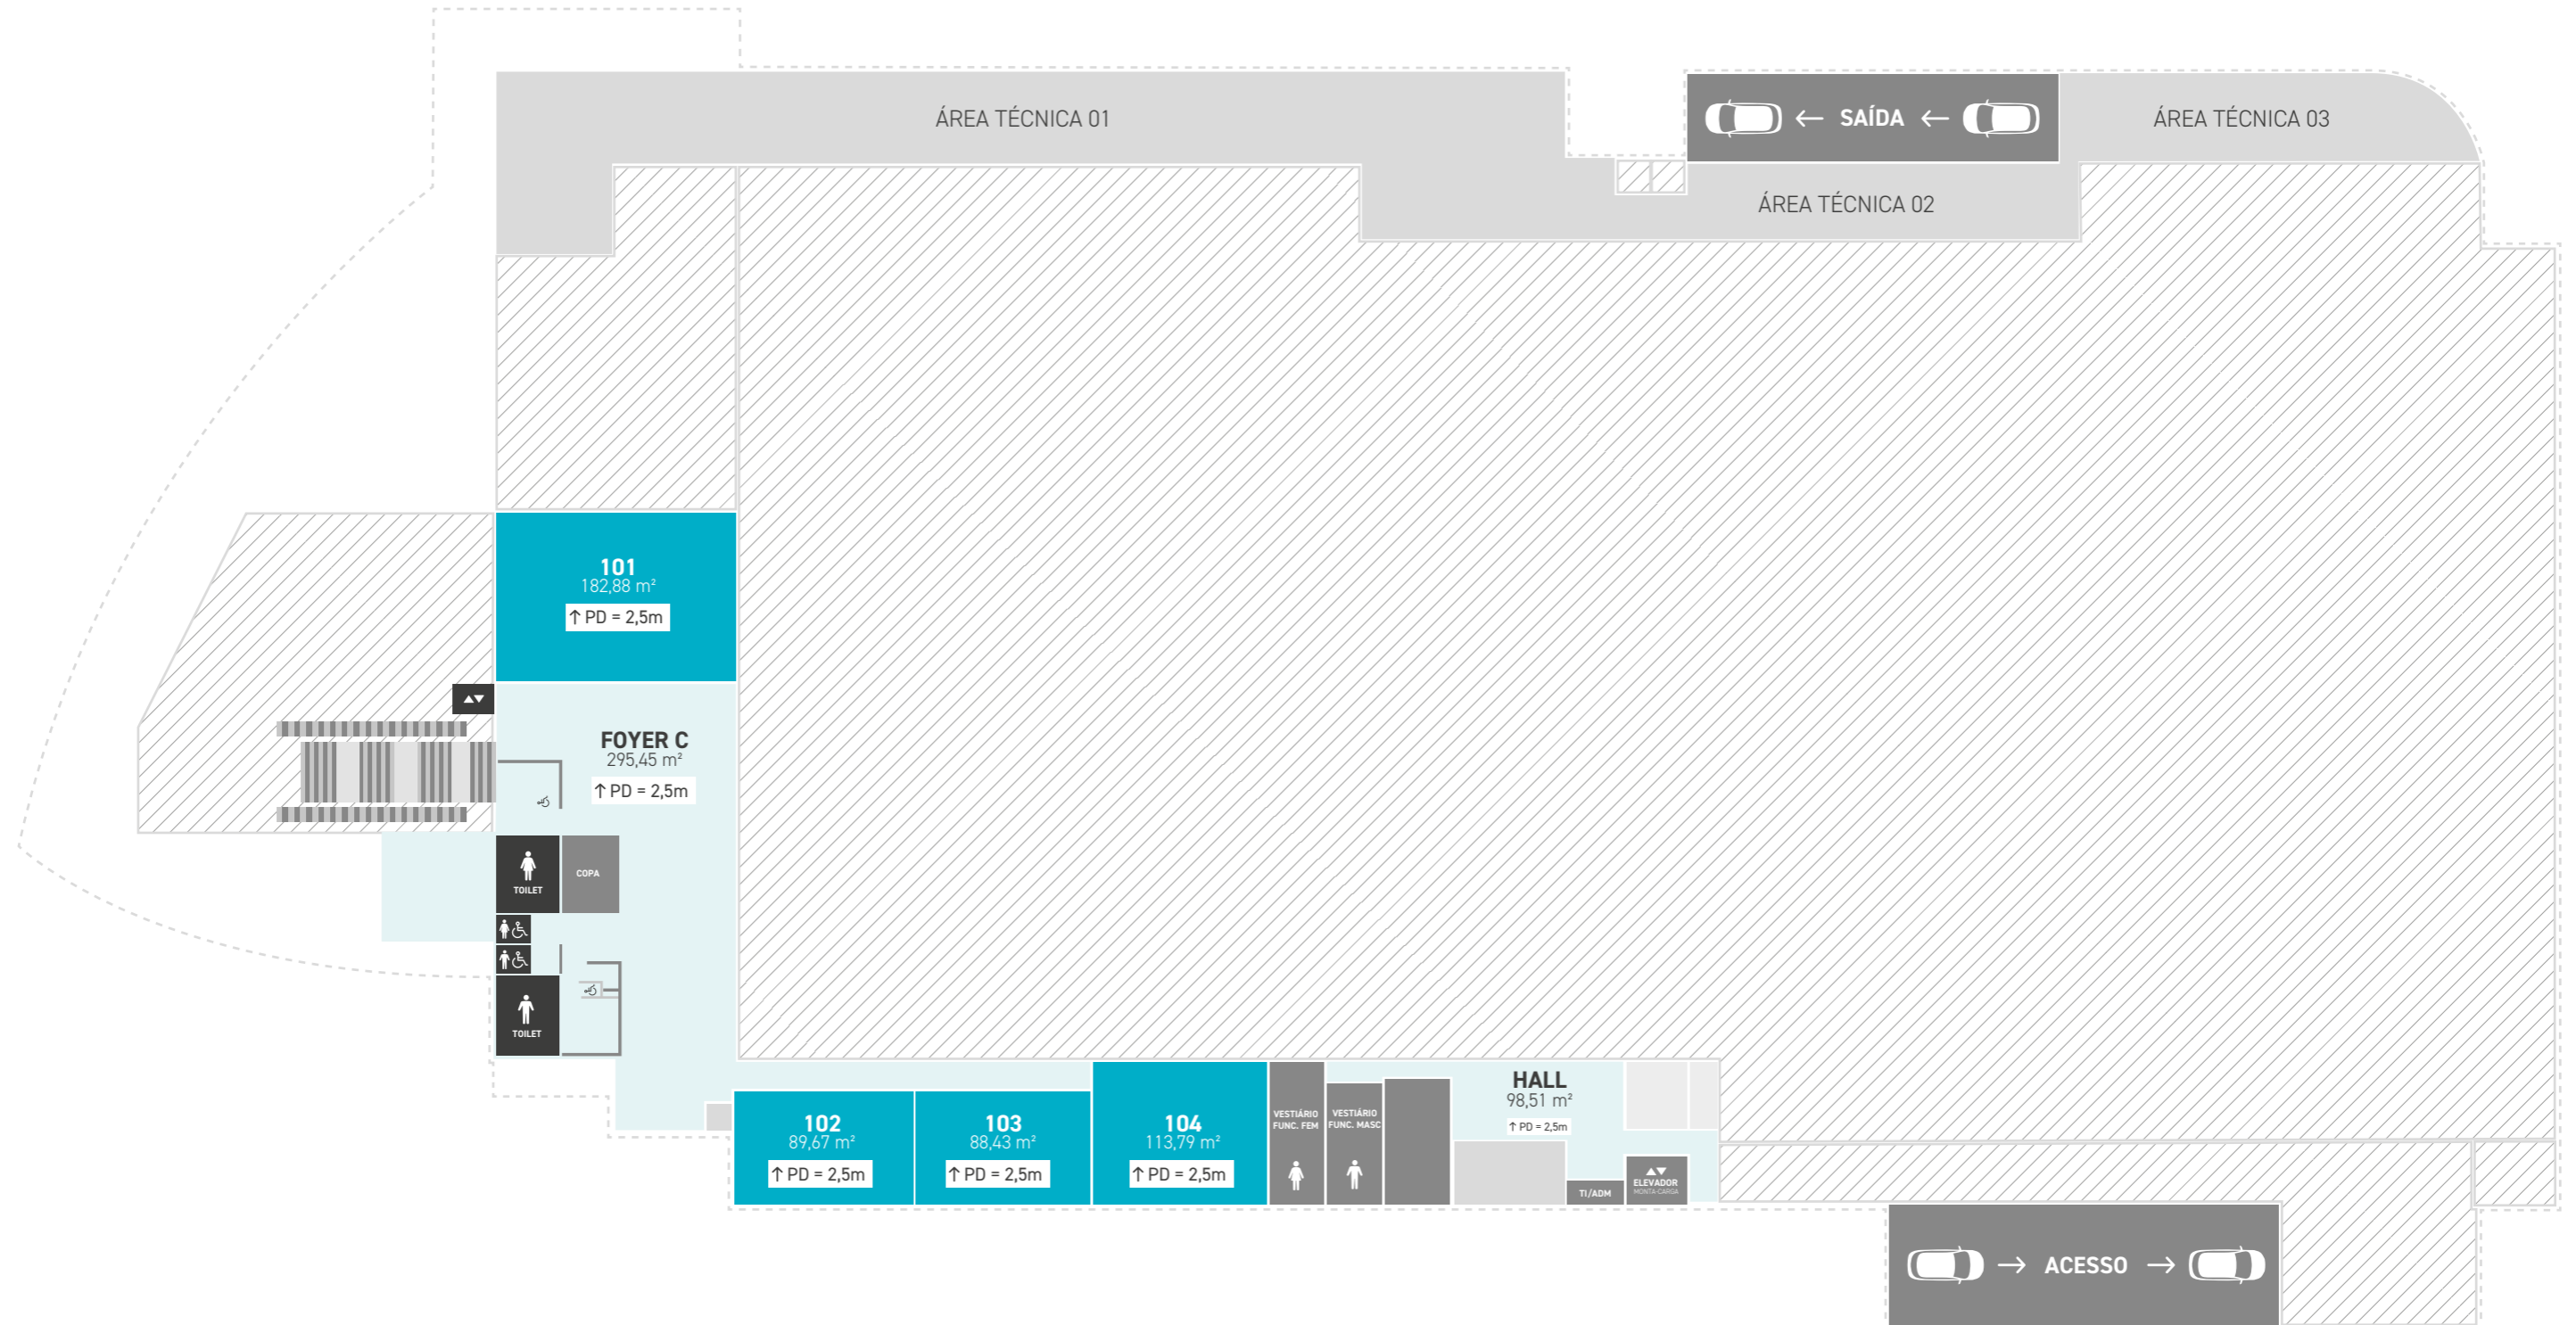 ÁREA TÉCNICA 01
← SAÍDA ←
ÁREA TÉCNICA 03
ÁREA TÉCNICA 02
101
182,88 m²
↑ PD = 2,5m
FOYER C
295,45 m²
↑ PD = 2,5m
TOILET
COPA
TOILET
102
89,67 m²
↑ PD = 2,5m
103
88,43 m²
↑ PD = 2,5m
104
113,79 m²
↑ PD = 2,5m
VESTIÁRIO
FUNC. FEM
VESTIÁRIO
FUNC. MASC
HALL
98,51 m²
↑ PD = 2,5m
TI/ADM
ELEVADOR
MONTA-CARGA
→ ACESSO →